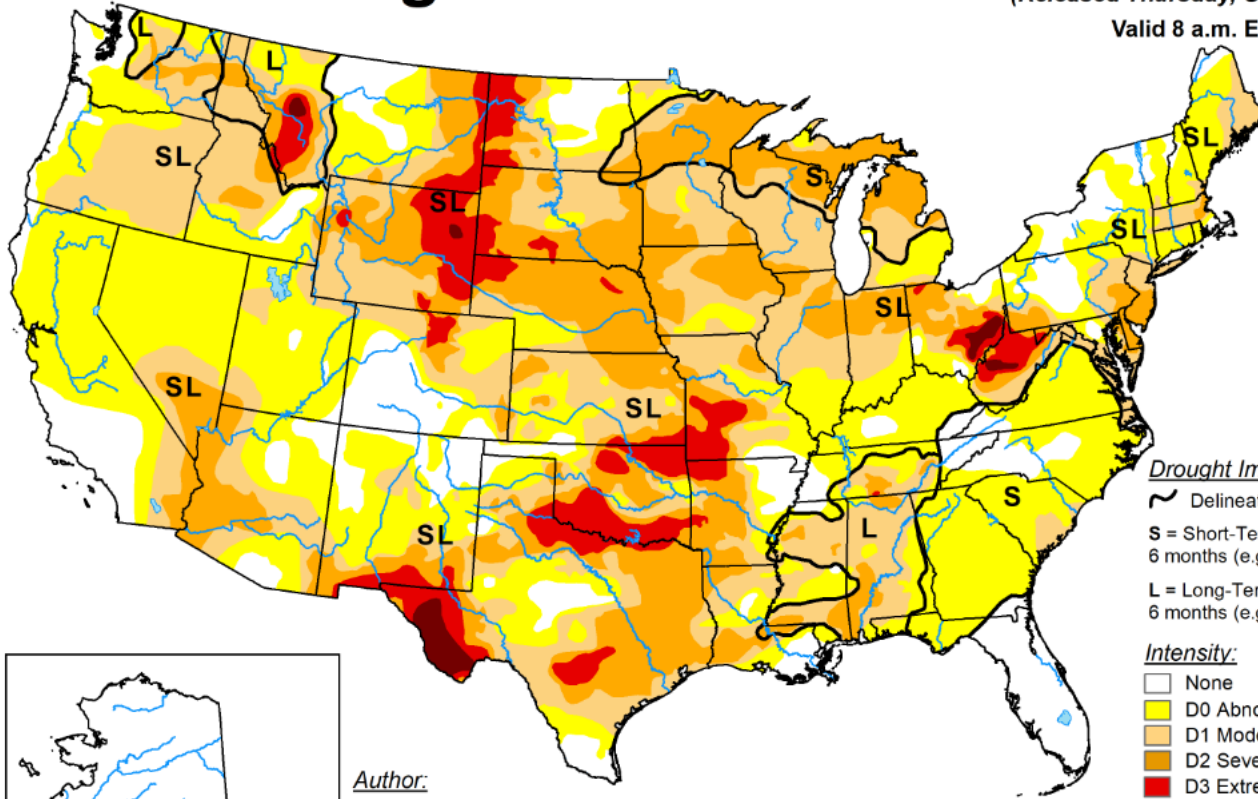 Valid 8 a.m. E
L
L
SL
SL
S
SL
SL
SL
SL
SL
SL
S
L
Drought Im
Delineat
S = Short-Te
6 months (e.g
L = Long-Ter
6 months (e.g
Intensity:
None
D0 Abno
D1 Mode
D2 Seve
D3 Extre
Author: